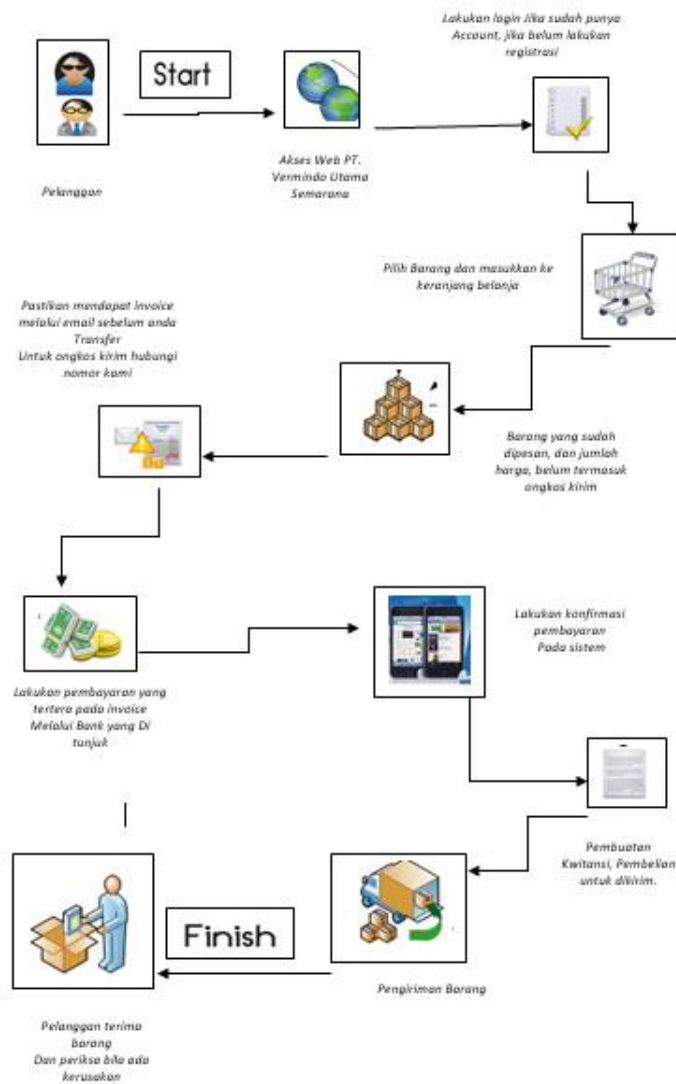 Lakukan login Jika sudah punya
Account, jika belum lakukan
registrasi
Start
Pelanggan
Akses Web PT.
Vermindo Utama
Semarana
Pilih Barang dan masukkan ke
keranjang belanja
Pastikan mendapat invoice
melalui email sebelum anda
Transfer
Untuk ongkos kirim hubungi
nomor kami
Barang yang sudah
dipesan, dan jumlah
harga, belum termasuk
ongkos kirim
Lakukan konfirmasi
pembayaran
Pada sistem
Lakukan pembayaran yang
tertera pada invoice
Melalui Bank yang Di
tunjuk
Pembuatan
Kwitansi, Pembelian
untuk dikirim.
Finish
Pengiriman Barang
Pelanggan terima
barang
Dan periksa bila ada
kerusakan